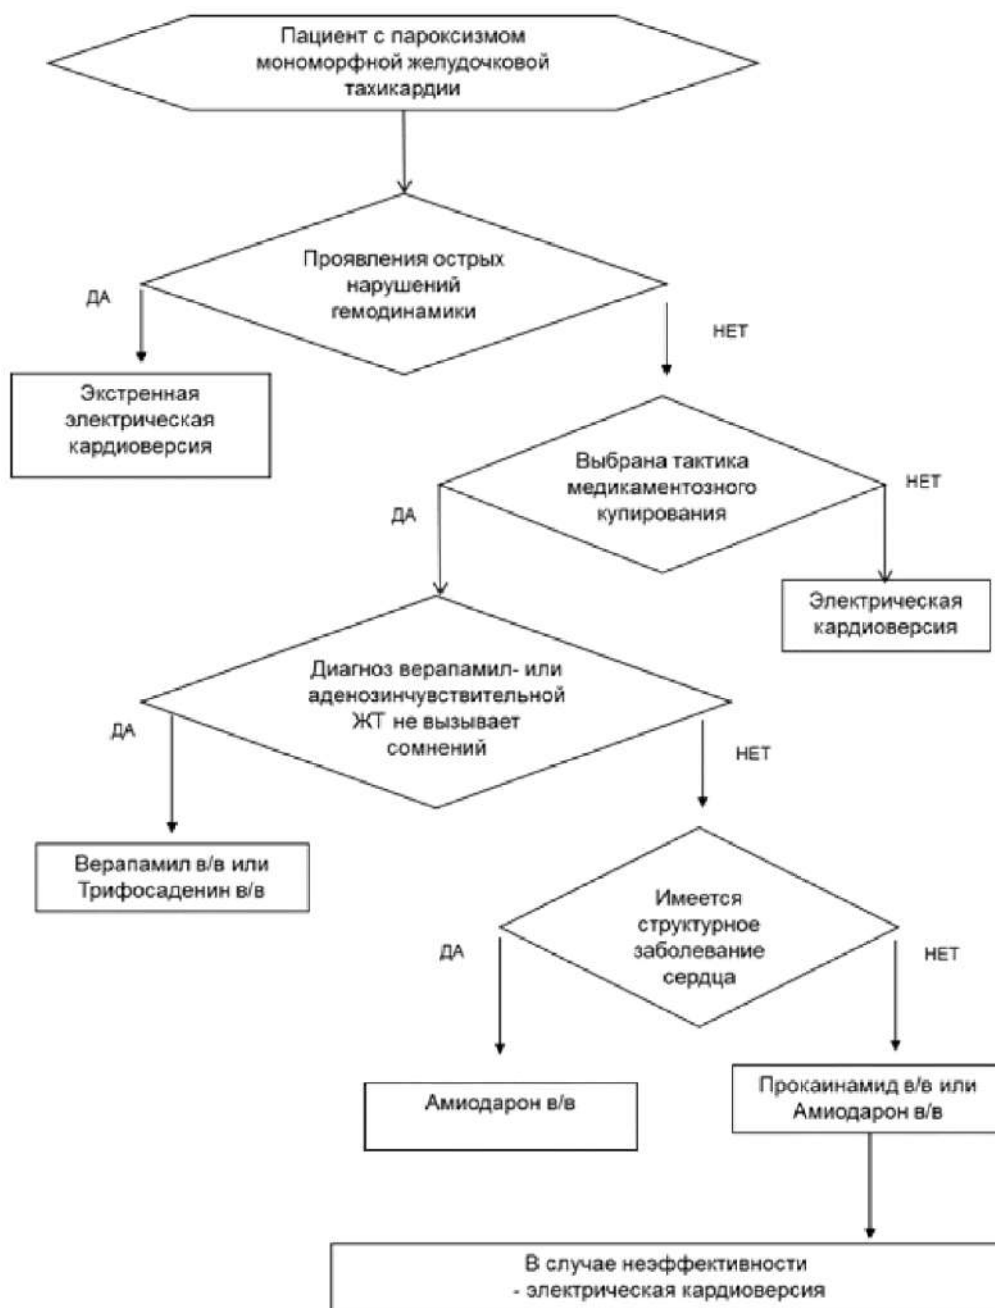 Пациент с пароксизмом
мономорфной желудочковой
тахикардии
Проявления острых
нарушений
гемодинамики
ДА
НЕТ
Экстренная
электрическая
кардиоверсия
Выбрана тактика
медикаментозного
купирования
ДА
НЕТ
Электрическая
кардиоверсия
Диагноз верапамил- или
аденозинчувствительной
ЖТ не вызывает
сомнений
ДА
НЕТ
Верапамил в/в или
Трифосаденин в/в
Имеется
структурное
заболевание
сердца
ДА
НЕТ
Амиодарон в/в
Прокаинамид в/в или
Амиодарон в/в
В случае неэффективности
- электрическая кардиоверсия